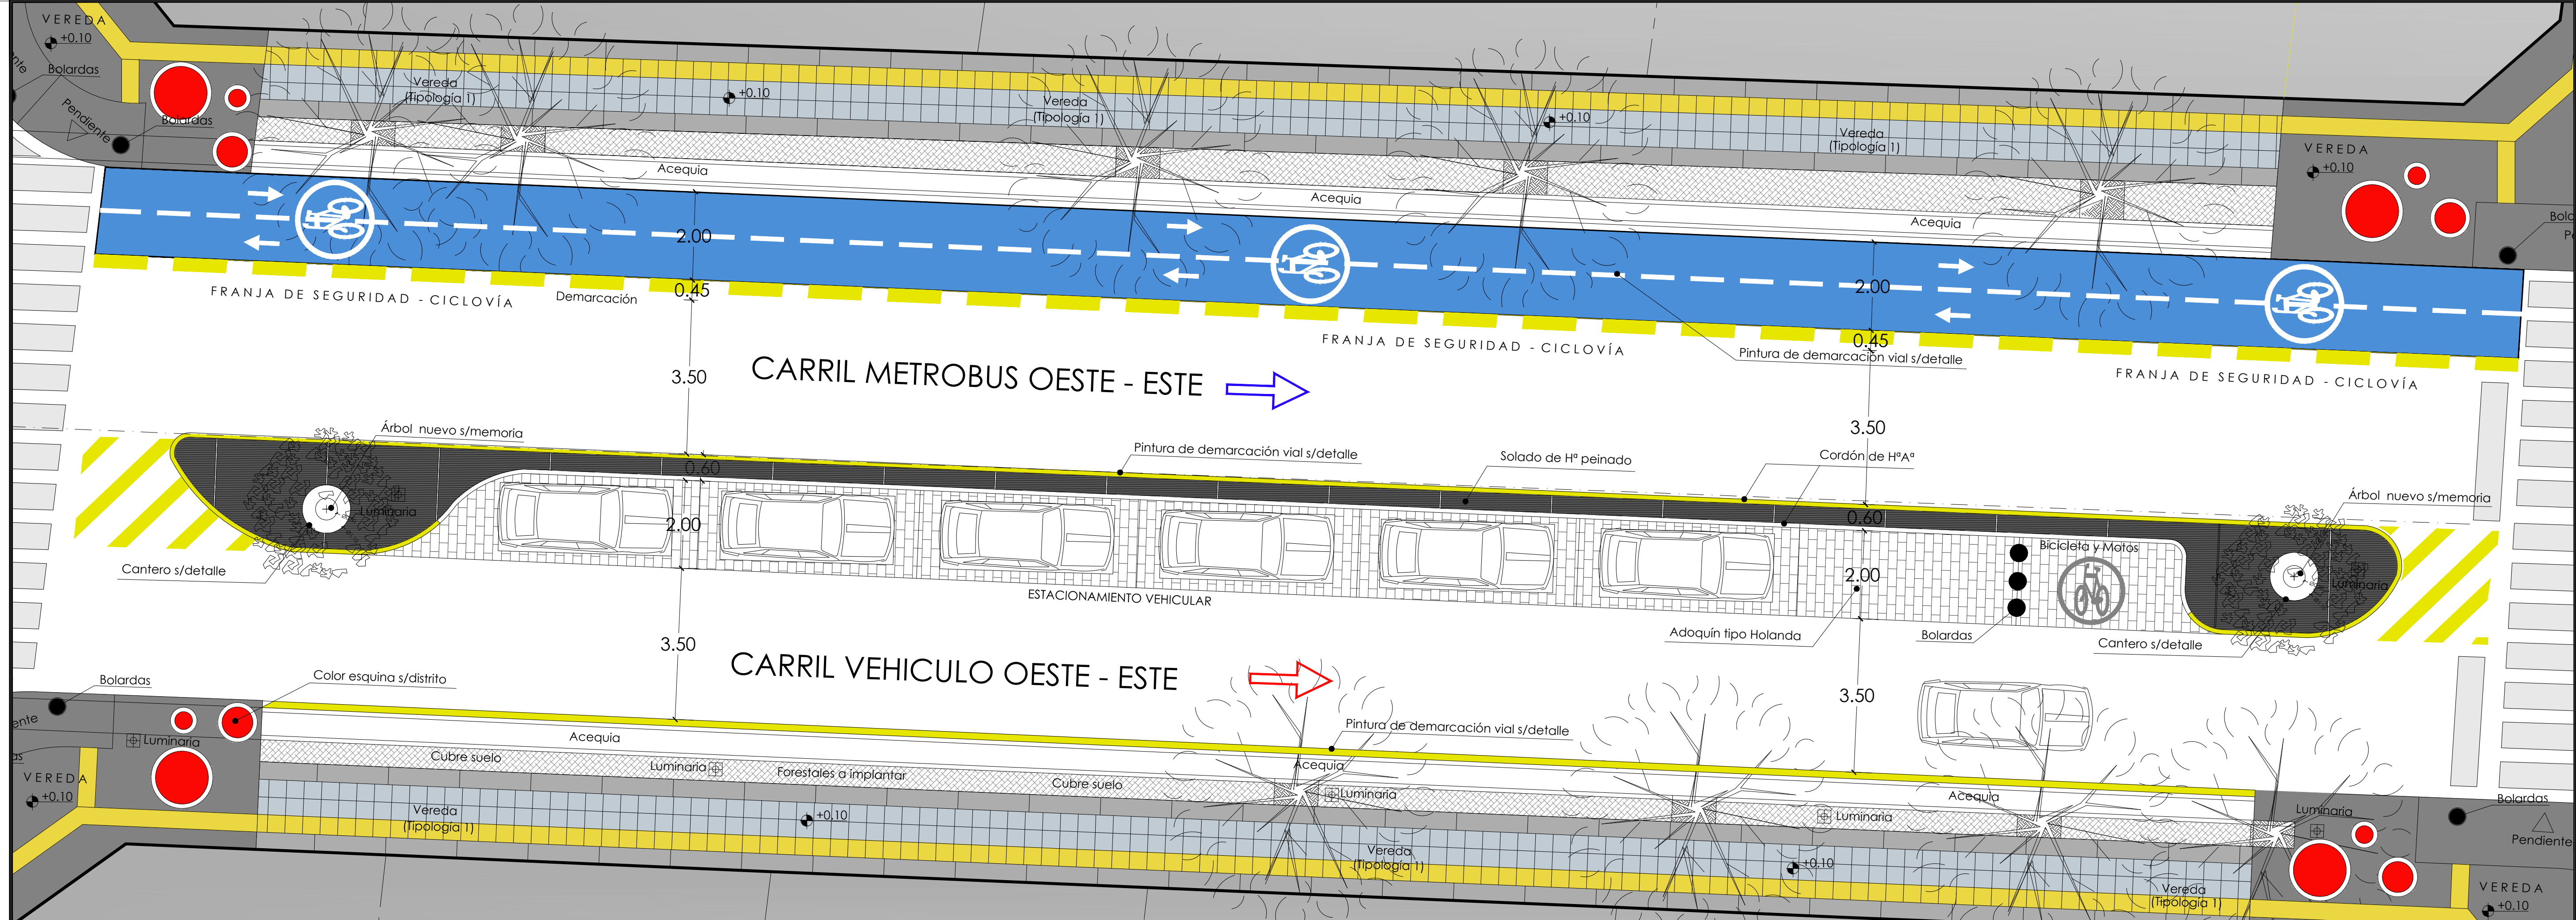 VEREDA
+0.10
Bolardas
Pendiente
Bolardas
Vereda
(Tipología 1)
+0.10
Vereda
(Tipología 1)
+0.10
Vereda
(Tipología 1)
VEREDA
+0.10
Acequia
Acequia
Acequia
2.00
2.00
0.45
0.45
FRANJA DE SEGURIDAD - CICLOVÍA
Demarcación
FRANJA DE SEGURIDAD - CICLOVÍA
Pintura de demarcación vial s/detalle
FRANJA DE SEGURIDAD - CICLOVÍA
3.50
CARRIL METROBUS OESTE - ESTE
3.50
Árbol nuevo s/memoria
Pintura de demarcación vial s/detalle
Solado de Hª peinado
Cordón de HªAª
Árbol nuevo s/memoria
0.60
0.60
Luminaria
2.00
2.00
Bicicleta y Motos
Luminaria
Cantero s/detalle
ESTACIONAMIENTO VEHICULAR
Adoquín tipo Holanda
Bolardas
Cantero s/detalle
3.50
CARRIL VEHICULO OESTE - ESTE
3.50
Bolardas
Color esquina s/distrito
Pintura de demarcación vial s/detalle
Luminaria
Acequia
Acequia
Acequia
Cubre suelo
Luminaria
Forestales a implantar
Cubre suelo
Luminaria
Luminaria
Luminaria
Bolardas
Pendiente
VEREDA
+0.10
Vereda
(Tipología 1)
+0.10
Vereda
(Tipología 1)
+0.10
Vereda
(Tipología 1)
VEREDA
+0.10